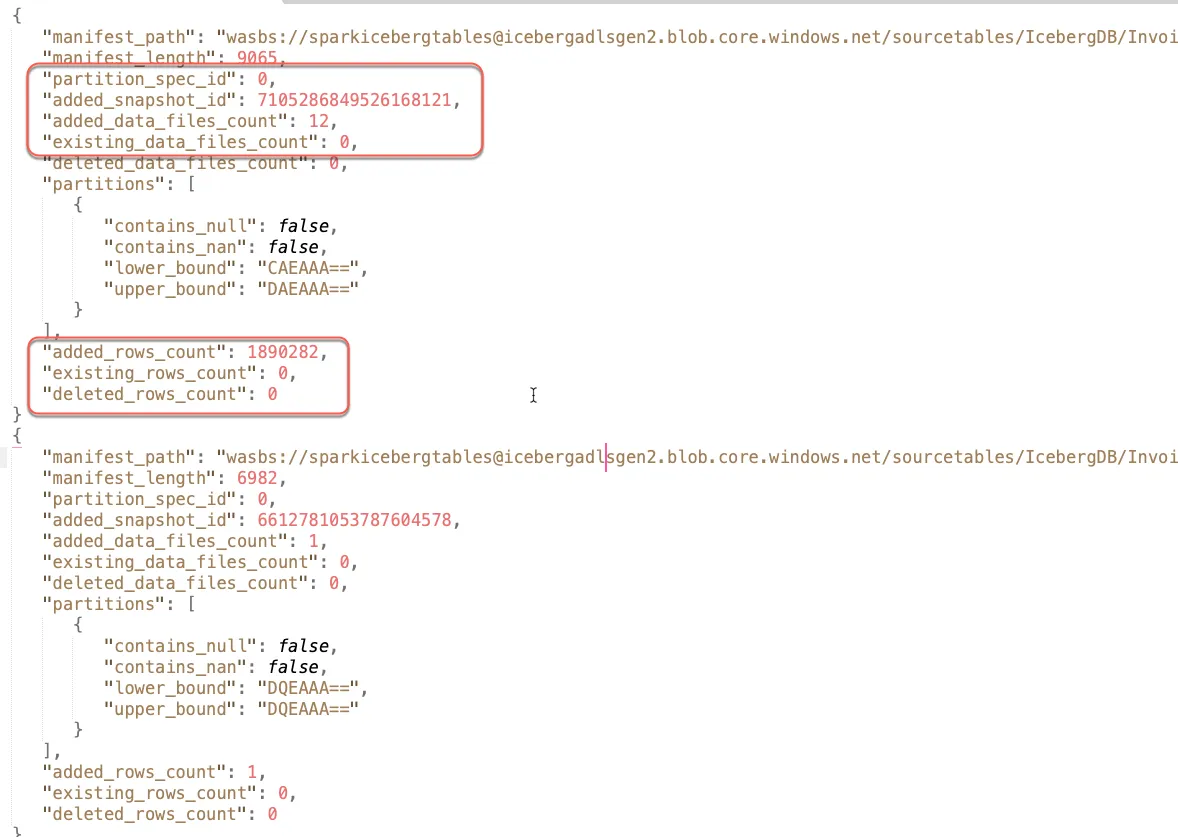 {
"manifest_path": "wasbs://sparkicebergtables@icebergadlsgen2.blob.core.windows.net/sourcetables/IcebergDB/Invoi
"manifest_length": 9065,
"partition_spec_id": 0,
"added_snapshot_id": 7105286849526168121,
"added_data_files_count": 12,
"existing_data_files_count": 0,
"deleted_data_files_count": 0,
"partitions": [
{
"contains_null": false,
"contains_nan": false,
"lower_bound": "CAEAAA==",
"upper_bound": "DAEAAA=="
}
],
"added_rows_count": 1890282,
"existing_rows_count": 0,
"deleted_rows_count": 0
}
{
"manifest_path": "wasbs://sparkicebergtables@icebergadlsgen2.blob.core.windows.net/sourcetables/IcebergDB/Invoi
"manifest_length": 6982,
"partition_spec_id": 0,
"added_snapshot_id": 6612781053787604578,
"added_data_files_count": 1,
"existing_data_files_count": 0,
"deleted_data_files_count": 0,
"partitions": [
{
"contains_null": false,
"contains_nan": false,
"lower_bound": "DQEAAA==",
"upper_bound": "DQEAAA=="
}
],
"added_rows_count": 1,
"existing_rows_count": 0,
"deleted_rows_count": 0
}